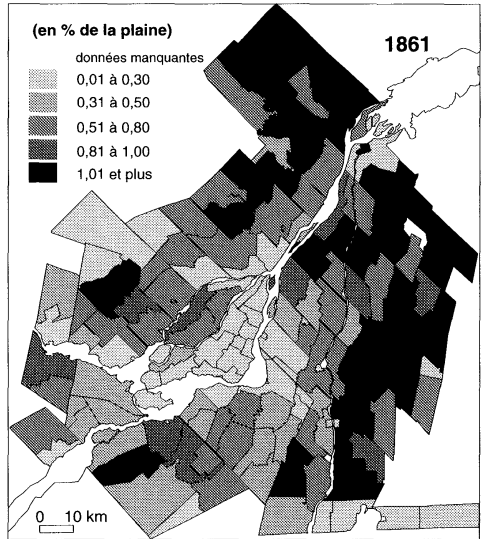 (en % de la plaine)
1861
données manquantes
0,01 à 0,30
0,31 à 0,50
0,51 à 0,80
0,81 à 1,00
1,01 et plus
0 10 km